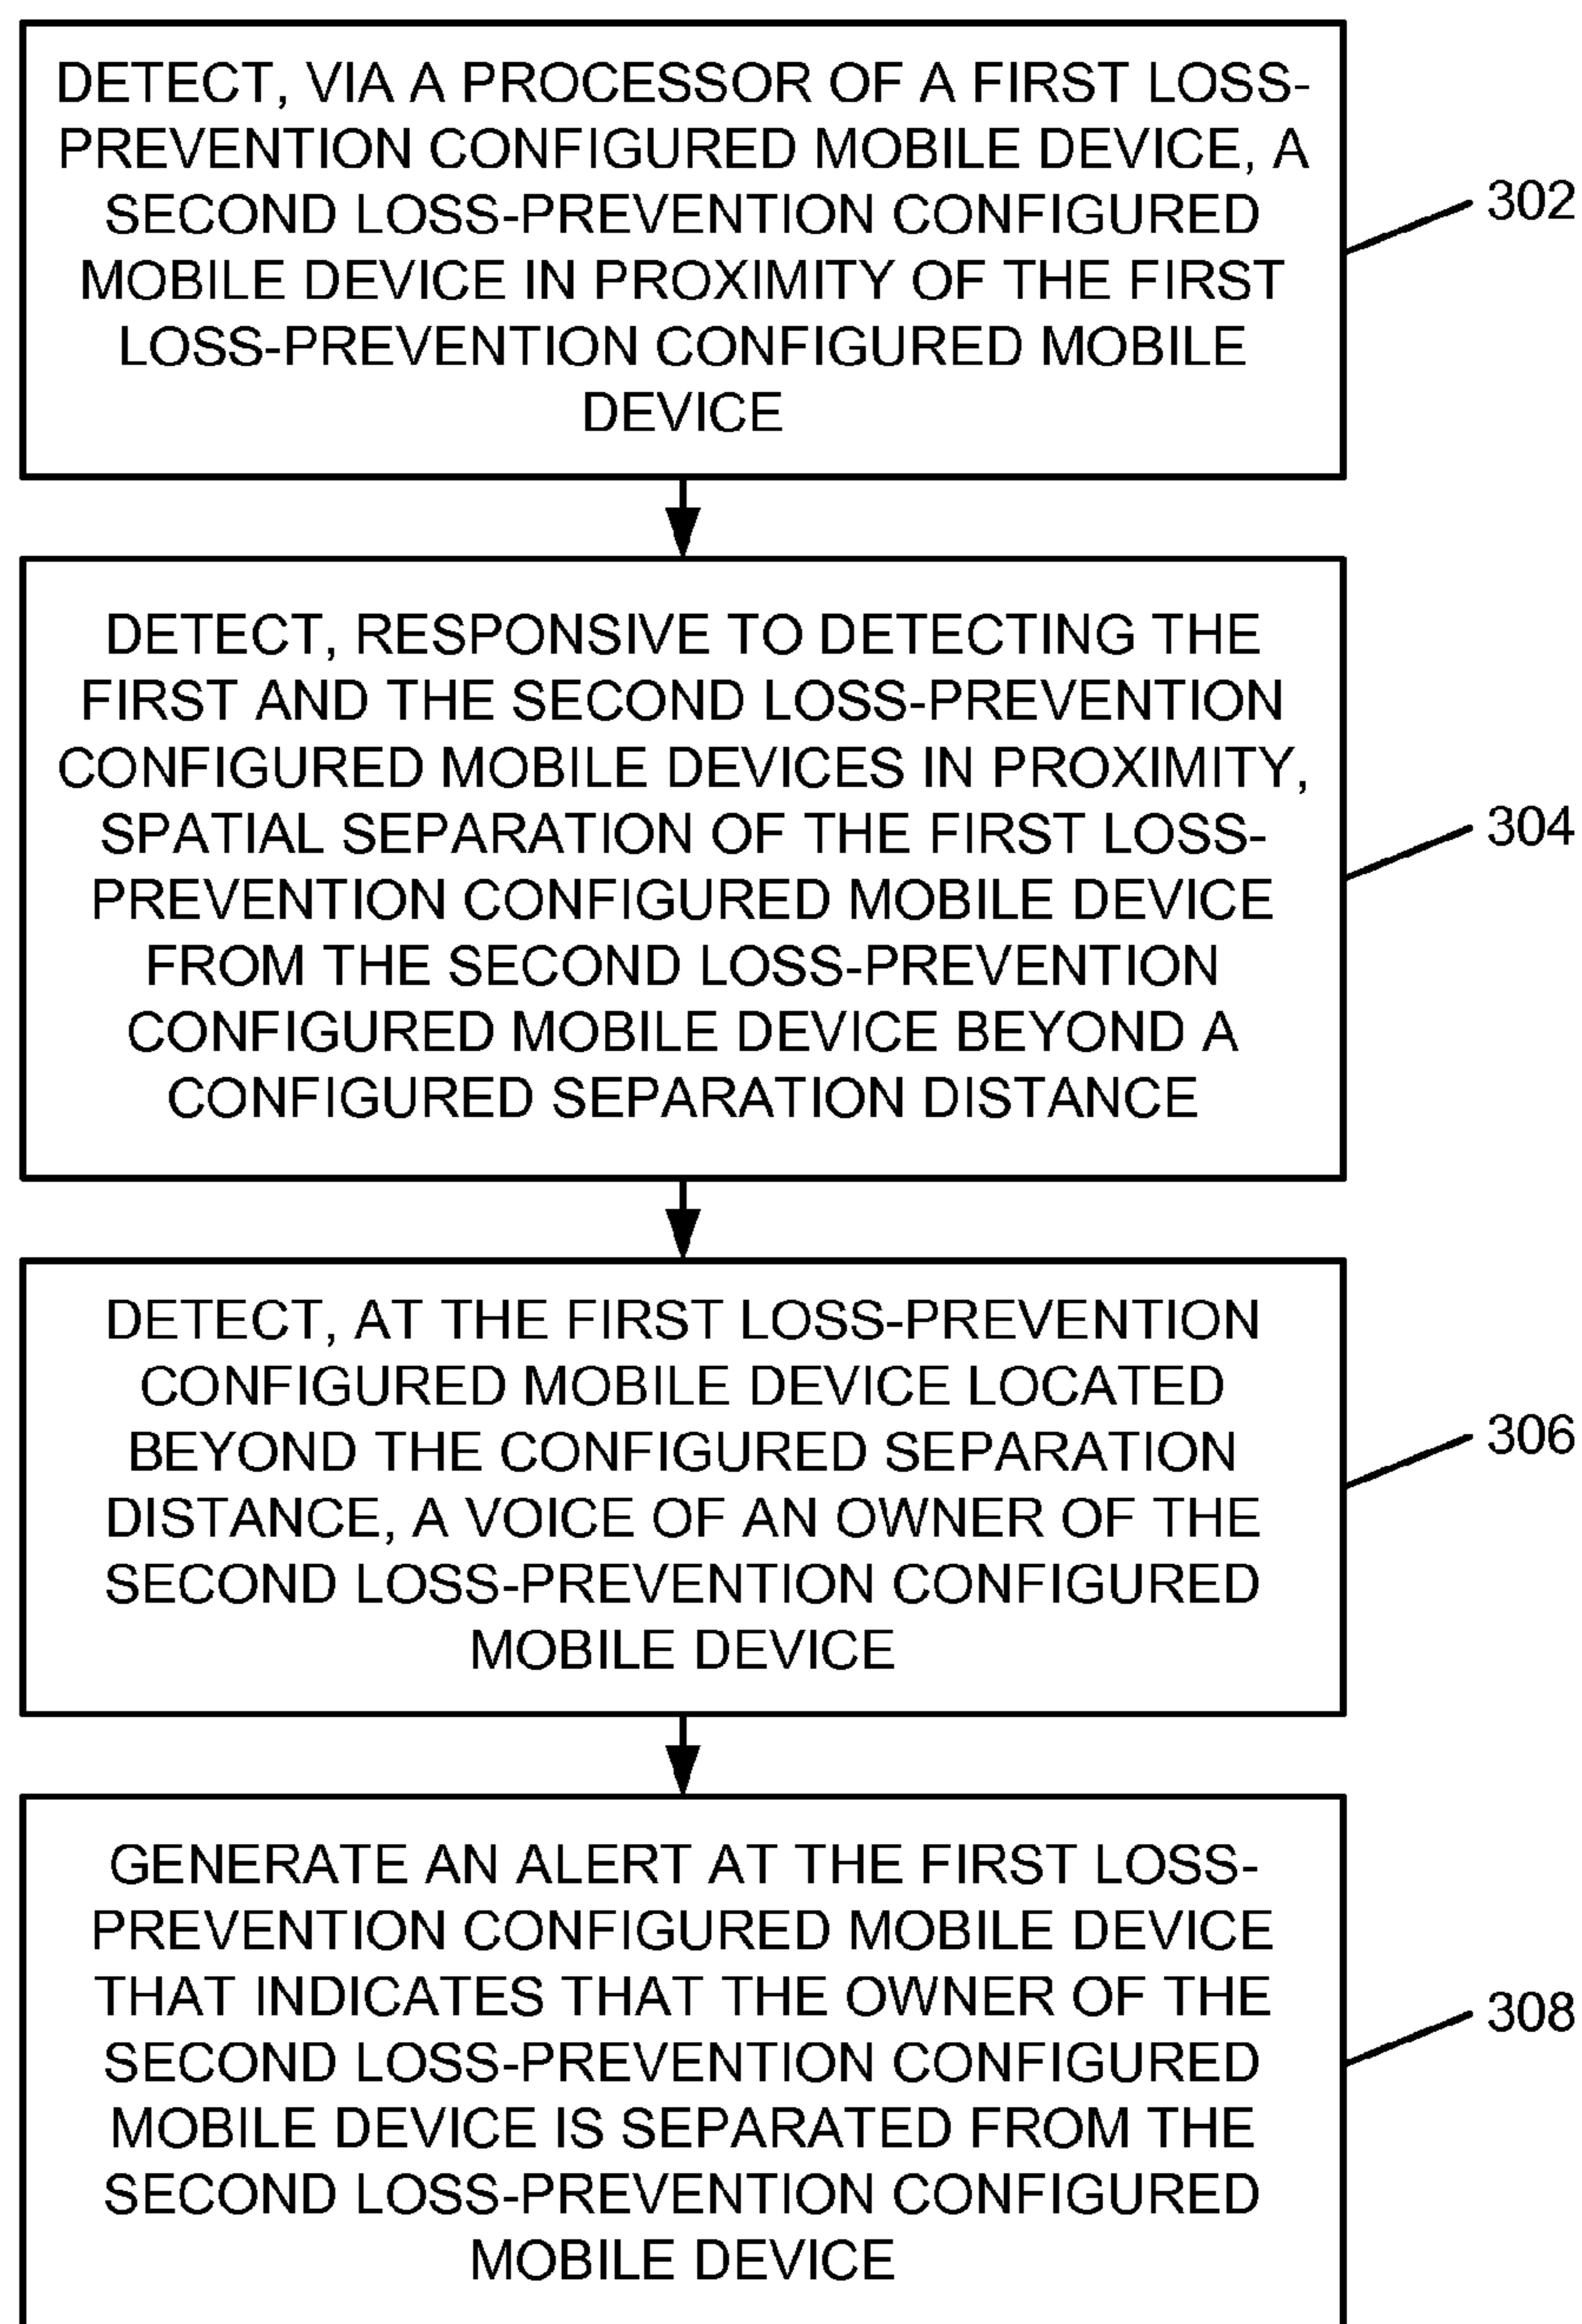 DETECT, VIA A PROCESSOR OF A FIRST LOSS-
PREVENTION CONFIGURED MOBILE DEVICE, A
SECOND LOSS-PREVENTION CONFIGURED
MOBILE DEVICE IN PROXIMITY OF THE FIRST
LOSS-PREVENTION CONFIGURED MOBILE
DEVICE
302
DETECT, RESPONSIVE TO DETECTING THE
FIRST AND THE SECOND LOSS-PREVENTION
CONFIGURED MOBILE DEVICES IN PROXIMITY,
SPATIAL SEPARATION OF THE FIRST LOSS-
PREVENTION CONFIGURED MOBILE DEVICE
FROM THE SECOND LOSS-PREVENTION
CONFIGURED MOBILE DEVICE BEYOND A
CONFIGURED SEPARATION DISTANCE
304
DETECT, AT THE FIRST LOSS-PREVENTION
CONFIGURED MOBILE DEVICE LOCATED
BEYOND THE CONFIGURED SEPARATION
DISTANCE, A VOICE OF AN OWNER OF THE
SECOND LOSS-PREVENTION CONFIGURED
MOBILE DEVICE
306
GENERATE AN ALERT AT THE FIRST LOSS-
PREVENTION CONFIGURED MOBILE DEVICE
THAT INDICATES THAT THE OWNER OF THE
SECOND LOSS-PREVENTION CONFIGURED
MOBILE DEVICE IS SEPARATED FROM THE
SECOND LOSS-PREVENTION CONFIGURED
MOBILE DEVICE
308